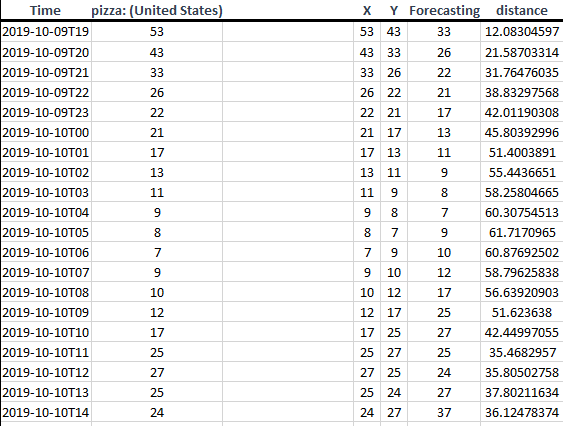 Time pizza: (United States) X Y Forecasting distance
2019-10-09T19 53 53 43 33 12.08304597
2019-10-09T20 43 43 33 26 21.58703314
2019-10-09T21 33 33 26 22 31.76476035
2019-10-09T22 26 26 22 21 38.83297568
2019-10-09T23 22 22 21 17 42.01190308
2019-10-10T00 21 21 17 13 45.80392996
2019-10-10T01 17 17 13 11 51.4003891
2019-10-10T02 13 13 11 9 55.4436651
2019-10-10T03 11 11 9 8 58.25804665
2019-10-10T04 9 9 8 7 60.30754513
2019-10-10T05 8 8 7 9 61.7170965
2019-10-10T06 7 7 9 10 60.87692502
2019-10-10T07 9 9 10 12 58.79625838
2019-10-10T08 10 10 12 17 56.63920903
2019-10-10T09 12 12 17 25 51.623638
2019-10-10T10 17 17 25 27 42.44997055
2019-10-10T11 25 25 27 25 35.4682957
2019-10-10T12 27 27 25 24 35.80502758
2019-10-10T13 25 25 24 27 37.80211634
2019-10-10T14 24 24 27 37 36.12478374